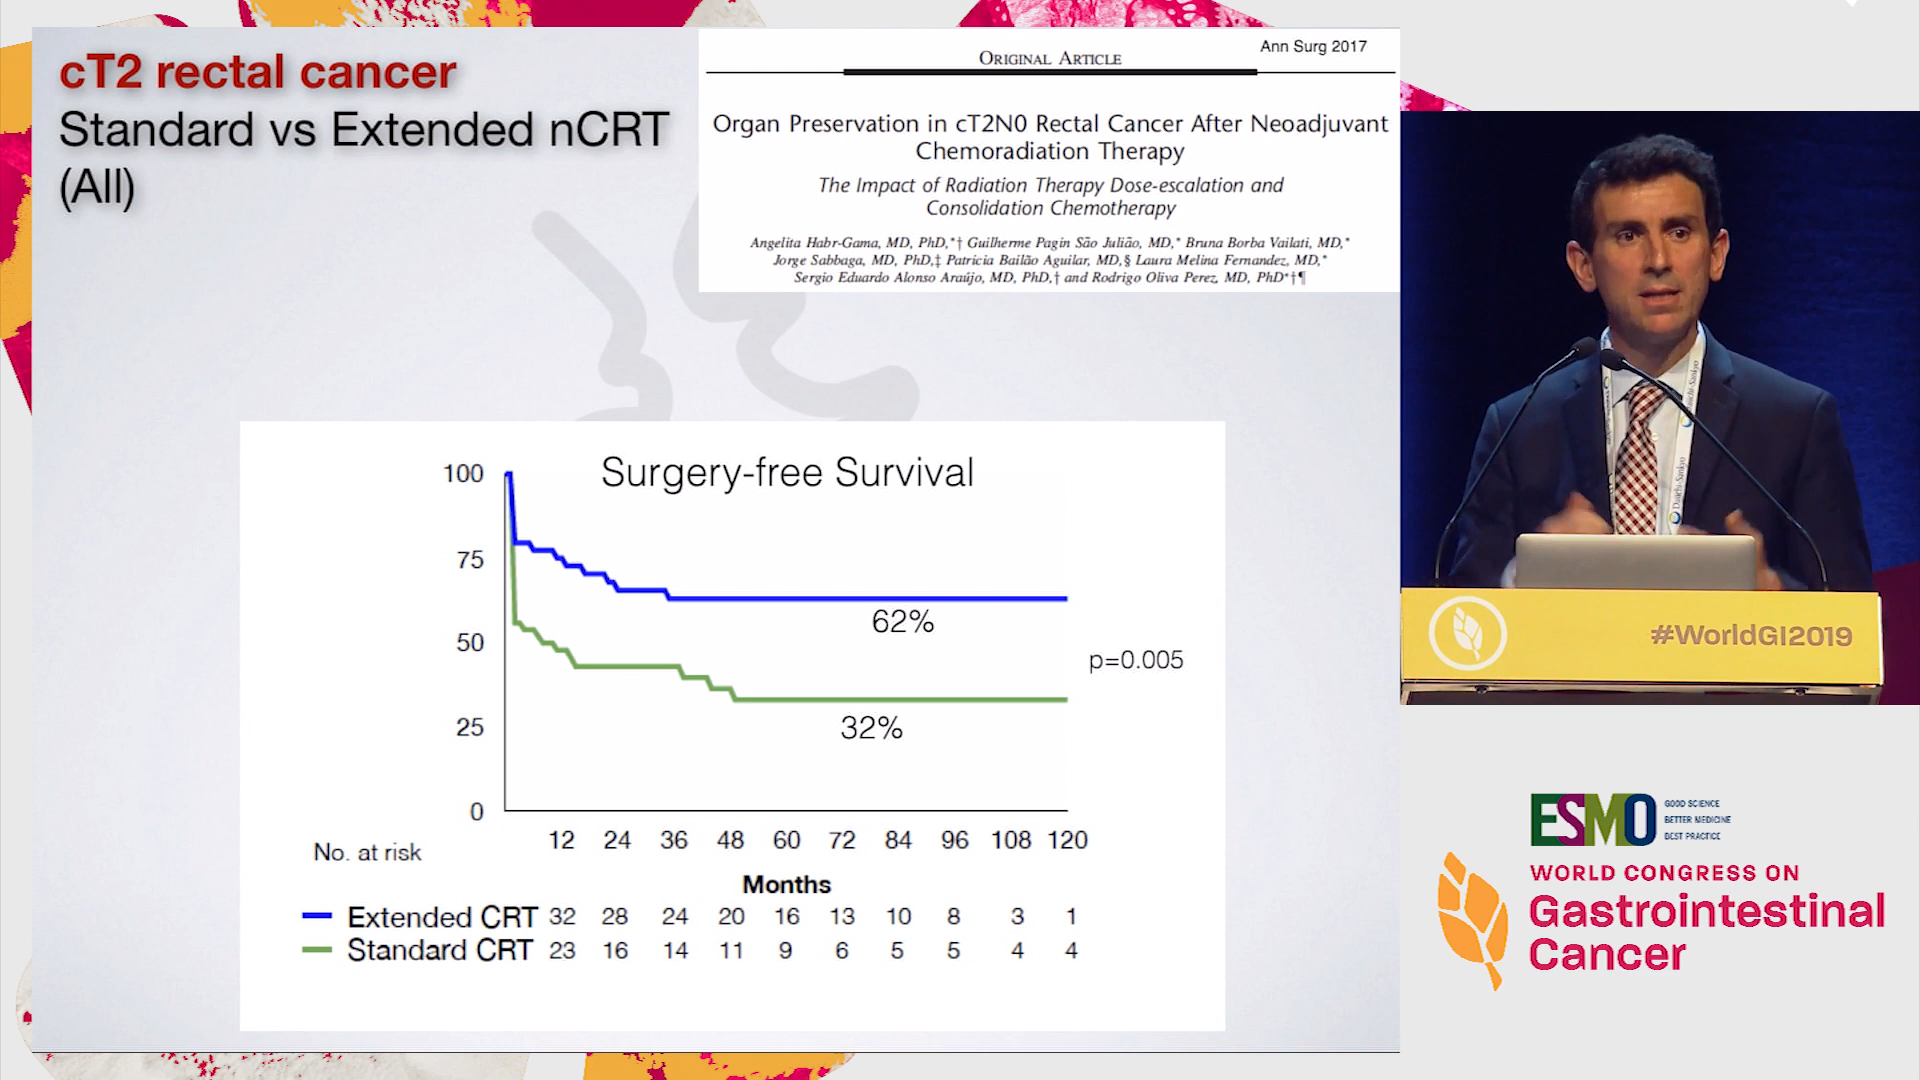 cT2 rectal cancer
Standard vs Extended nCRT
(All)
Ann Surg 2017
ORIGINAL ARTICLE
Organ Preservation in cT2N0 Rectal Cancer After Neoadjuvant
Chemoradiation Therapy
The Impact of Radiation Therapy Dose-escalation and
Consolidation Chemotherapy
Angelita Habr-Gama, MD, PhD,*† Guilherme Pagin São Julião, MD,* Bruna Borba Vailati, MD,*
Jorge Sabbaga, MD, PhD,‡ Patricia Bailão Aguilar, MD,§ Laura Melina Fernandez, MD,*
Sergio Eduardo Alonso Araújo, MD, PhD,† and Rodrigo Oliva Perez, MD, PhD*†¶
Surgery-free Survival
100
75
50
25
0
62%
32%
p=0.005
12 24 36 48 60 72 84 96 108 120
No. at risk
Months
Extended CRT 32 28 24 20 16 13 10 8 3 1
Standard CRT 23 16 14 11 9 6 5 5 4 4
Daiichi-Sankyo
Daiichi-Sankyo
#WorldGI2019
ESMO
GOOD SCIENCE
BETTER MEDICINE
BEST PRACTICE
WORLD CONGRESS ON
Gastrointestinal
Cancer